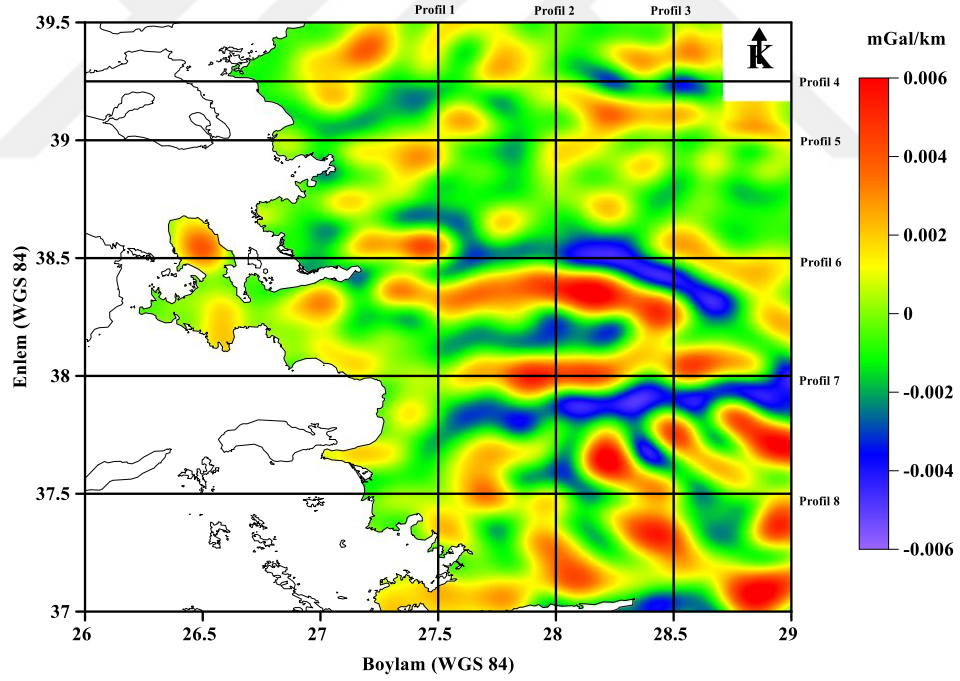 Profil 1
Profil 2
Profil 3
39.5
39
38.5
38
37.5
37
Enlem (WGS 84)
K
Profil 4
Profil 5
Profil 6
Profil 7
Profil 8
26
26.5
27
27.5
28
28.5
29
Boylam (WGS 84)
mGal/km
0.006
0.004
0.002
0
-0.002
-0.004
-0.006